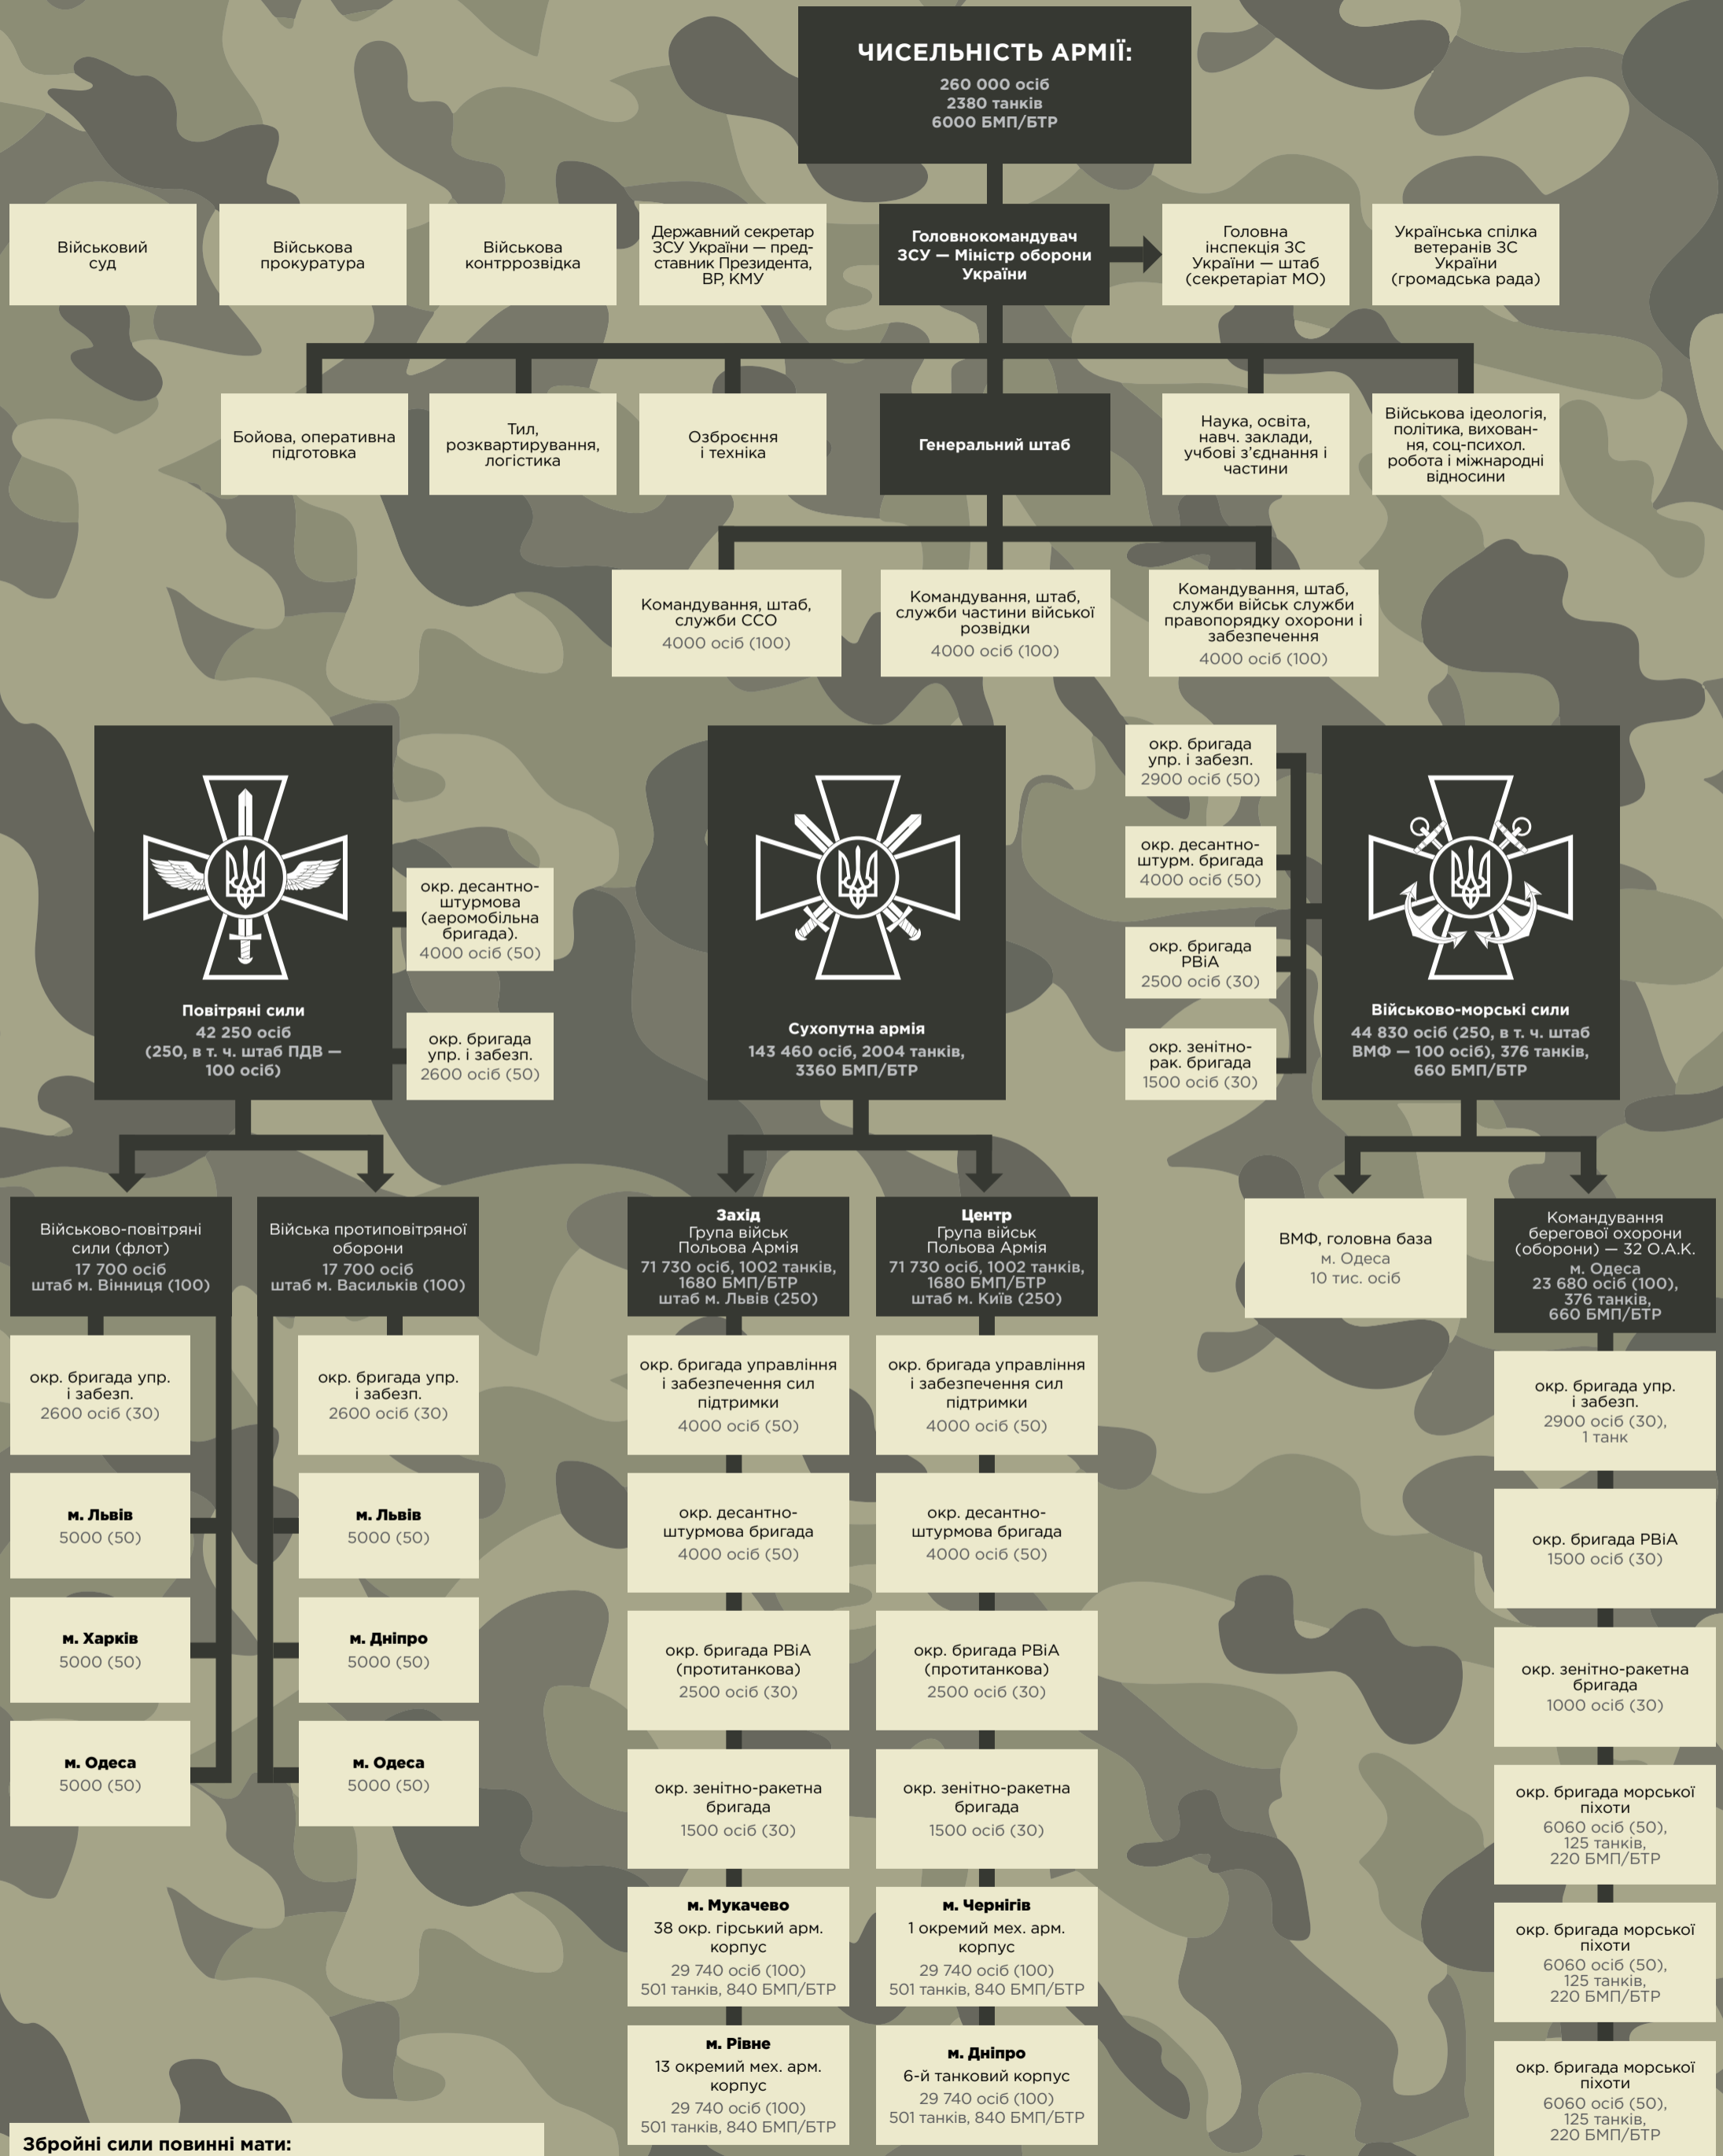 ЧИСЕЛЬНІСТЬ АРМІЇ:
260 000 осіб
2380 танків
6000 БМП/БТР
Військовий
суд
Військова
прокуратура
Військова
контррозвідка
Державний секретар
ЗСУ України — пред-
ставник Президента,
ВР, КМУ
Головнокомандувач
ЗСУ — Міністр оборони
України
Головна
інспекція ЗС
України — штаб
(секретаріат МО)
Українська спілка
ветеранів ЗС
України
(громадська рада)
Бойова, оперативна
підготовка
Тил,
розквартирування,
логістика
Озброєння
і техніка
Генеральний штаб
Наука, освіта,
навч. заклади,
учбові з’єднання і
частини
Військова ідеологія,
політика, вихован-
ня, соц-психол.
робота і міжнародні
відносини
Командування, штаб,
служби ССО
4000 осіб (100)
Командування, штаб,
служби частини війської
розвідки
4000 осіб (100)
Командування, штаб,
служби військ служби
правопорядку охорони і
забезпечення
4000 осіб (100)
Повітряні сили
42 250 осіб
(250, в т. ч. штаб ПДВ —
100 осіб)
окр. десантно-
штурмова
(аеромобільна
бригада).
4000 осіб (50)
окр. бригада
упр. і забезп.
2600 осіб (50)
Сухопутна армія
143 460 осіб, 2004 танків,
3360 БМП/БТР
окр. бригада
упр. і забезп.
2900 осіб (50)
окр. десантно-
штурм. бригада
4000 осіб (50)
окр. бригада
РВіА
2500 осіб (30)
окр. зенітно-
рак. бригада
1500 осіб (30)
Військово-морські сили
44 830 осіб (250, в т. ч. штаб
ВМФ — 100 осіб), 376 танків,
660 БМП/БТР
Військово-повітряні
сили (флот)
17 700 осіб
штаб м. Вінниця (100)
окр. бригада упр.
і забезп.
2600 осіб (30)
м. Львів
5000 (50)
м. Харків
5000 (50)
м. Одеса
5000 (50)
Війська протиповітряної
оборони
17 700 осіб
штаб м. Васильків (100)
окр. бригада упр.
і забезп.
2600 осіб (30)
м. Львів
5000 (50)
м. Дніпро
5000 (50)
м. Одеса
5000 (50)
Захід
Група військ
Польова Армія
71 730 осіб, 1002 танків,
1680 БМП/БТР
штаб м. Львів (250)
окр. бригада управління
і забезпечення сил
підтримки
4000 осіб (50)
окр. десантно-
штурмова бригада
4000 осіб (50)
окр. бригада РВіА
(протитанкова)
2500 осіб (30)
окр. зенітно-ракетна
бригада
1500 осіб (30)
м. Мукачево
38 окр. гірський арм.
корпус
29 740 осіб (100)
501 танків, 840 БМП/БТР
м. Рівне
13 окремий мех. арм.
корпус
29 740 осіб (100)
501 танків, 840 БМП/БТР
Центр
Група військ
Польова Армія
71 730 осіб, 1002 танків,
1680 БМП/БТР
штаб м. Київ (250)
окр. бригада управління
і забезпечення сил
підтримки
4000 осіб (50)
окр. десантно-
штурмова бригада
4000 осіб (50)
окр. бригада РВіА
(протитанкова)
2500 осіб (30)
окр. зенітно-ракетна
бригада
1500 осіб (30)
м. Чернігів
1 окремий мех. арм.
корпус
29 740 осіб (100)
501 танків, 840 БМП/БТР
м. Дніпро
6-й танковий корпус
29 740 осіб (100)
501 танків, 840 БМП/БТР
ВМФ, головна база
м. Одеса
10 тис. осіб
Командування
берегової охорони
(оборони) — 32 О.А.К.
м. Одеса
23 680 осіб (100),
376 танків,
660 БМП/БТР
окр. бригада упр.
і забезп.
2900 осіб (30),
1 танк
окр. бригада РВіА
1500 осіб (30)
окр. зенітно-ракетна
бригада
1000 осіб (30)
окр. бригада морської
піхоти
6060 осіб (50),
125 танків,
220 БМП/БТР
окр. бригада морської
піхоти
6060 осіб (50),
125 танків,
220 БМП/БТР
окр. бригада морської
піхоти
6060 осіб (50),
125 танків,
220 БМП/БТР
Збройні сили повинні мати: